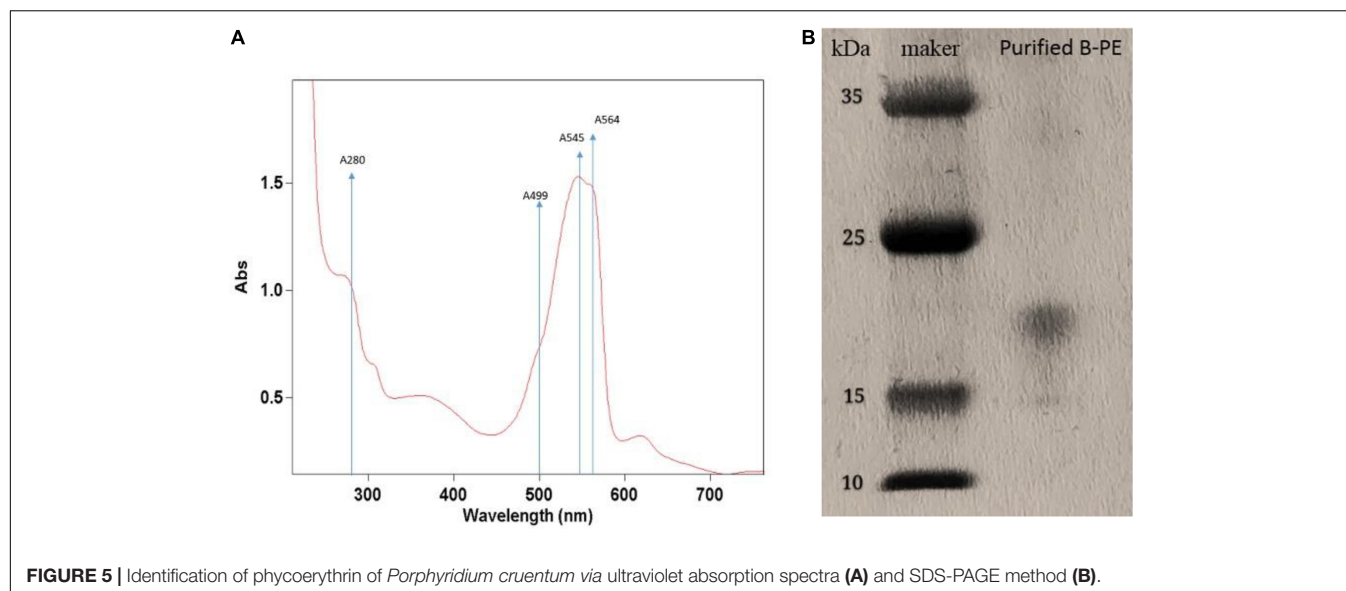 A
A280
A499
A545
A564
1.5
1.0
0.5
Abs
300 400 500 600 700
Wavelength (nm)
B
kDa maker Purified B-PE
35
25
15
10
FIGURE 5 | Identification of phycoerythrin of Porphyridium cruentum via ultraviolet absorption spectra (A) and SDS-PAGE method (B).